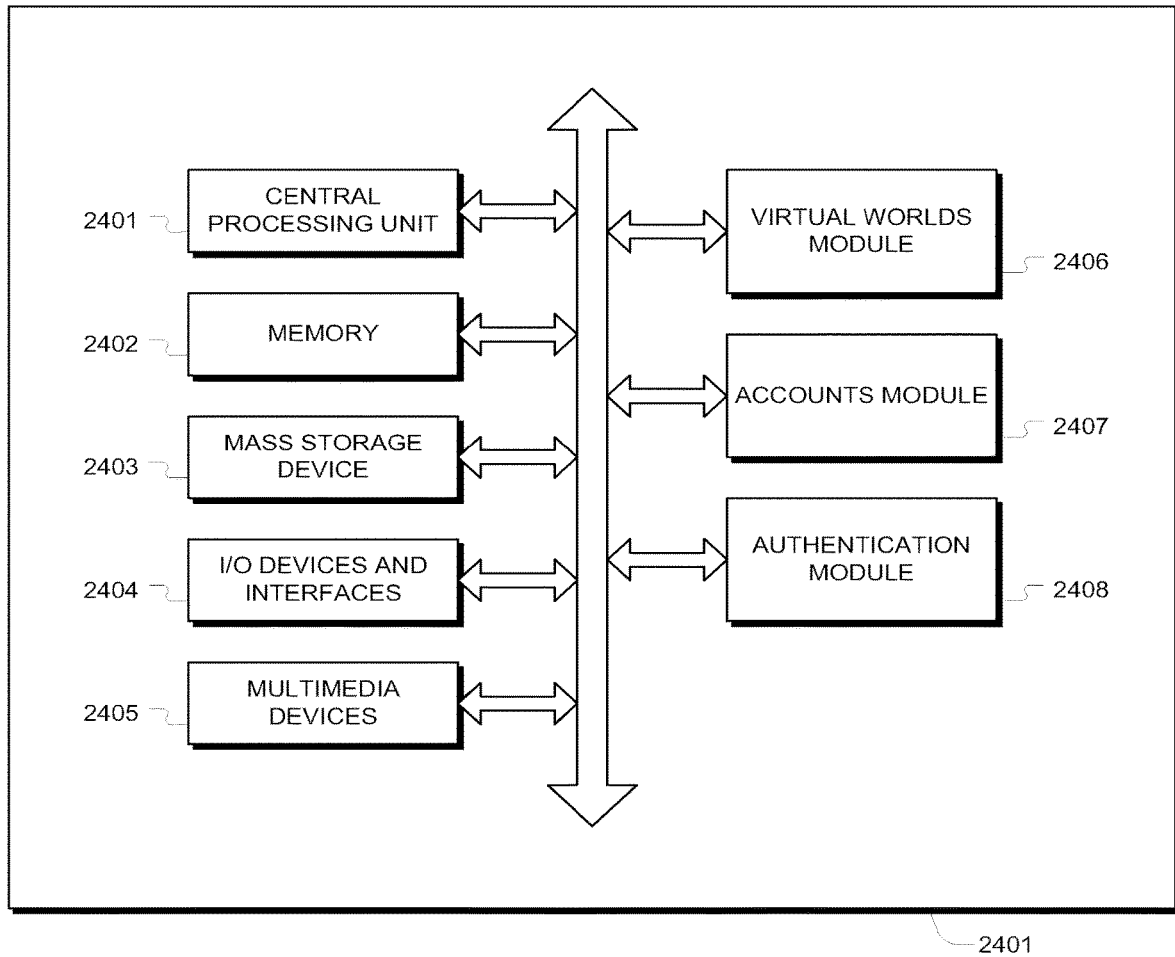 CENTRAL
PROCESSING UNIT
2401
MEMORY
2402
MASS STORAGE
DEVICE
2403
I/O DEVICES AND
INTERFACES
2404
MULTIMEDIA
DEVICES
2405
VIRTUAL WORLDS
MODULE
2406
ACCOUNTS MODULE
2407
AUTHENTICATION
MODULE
2408
2401